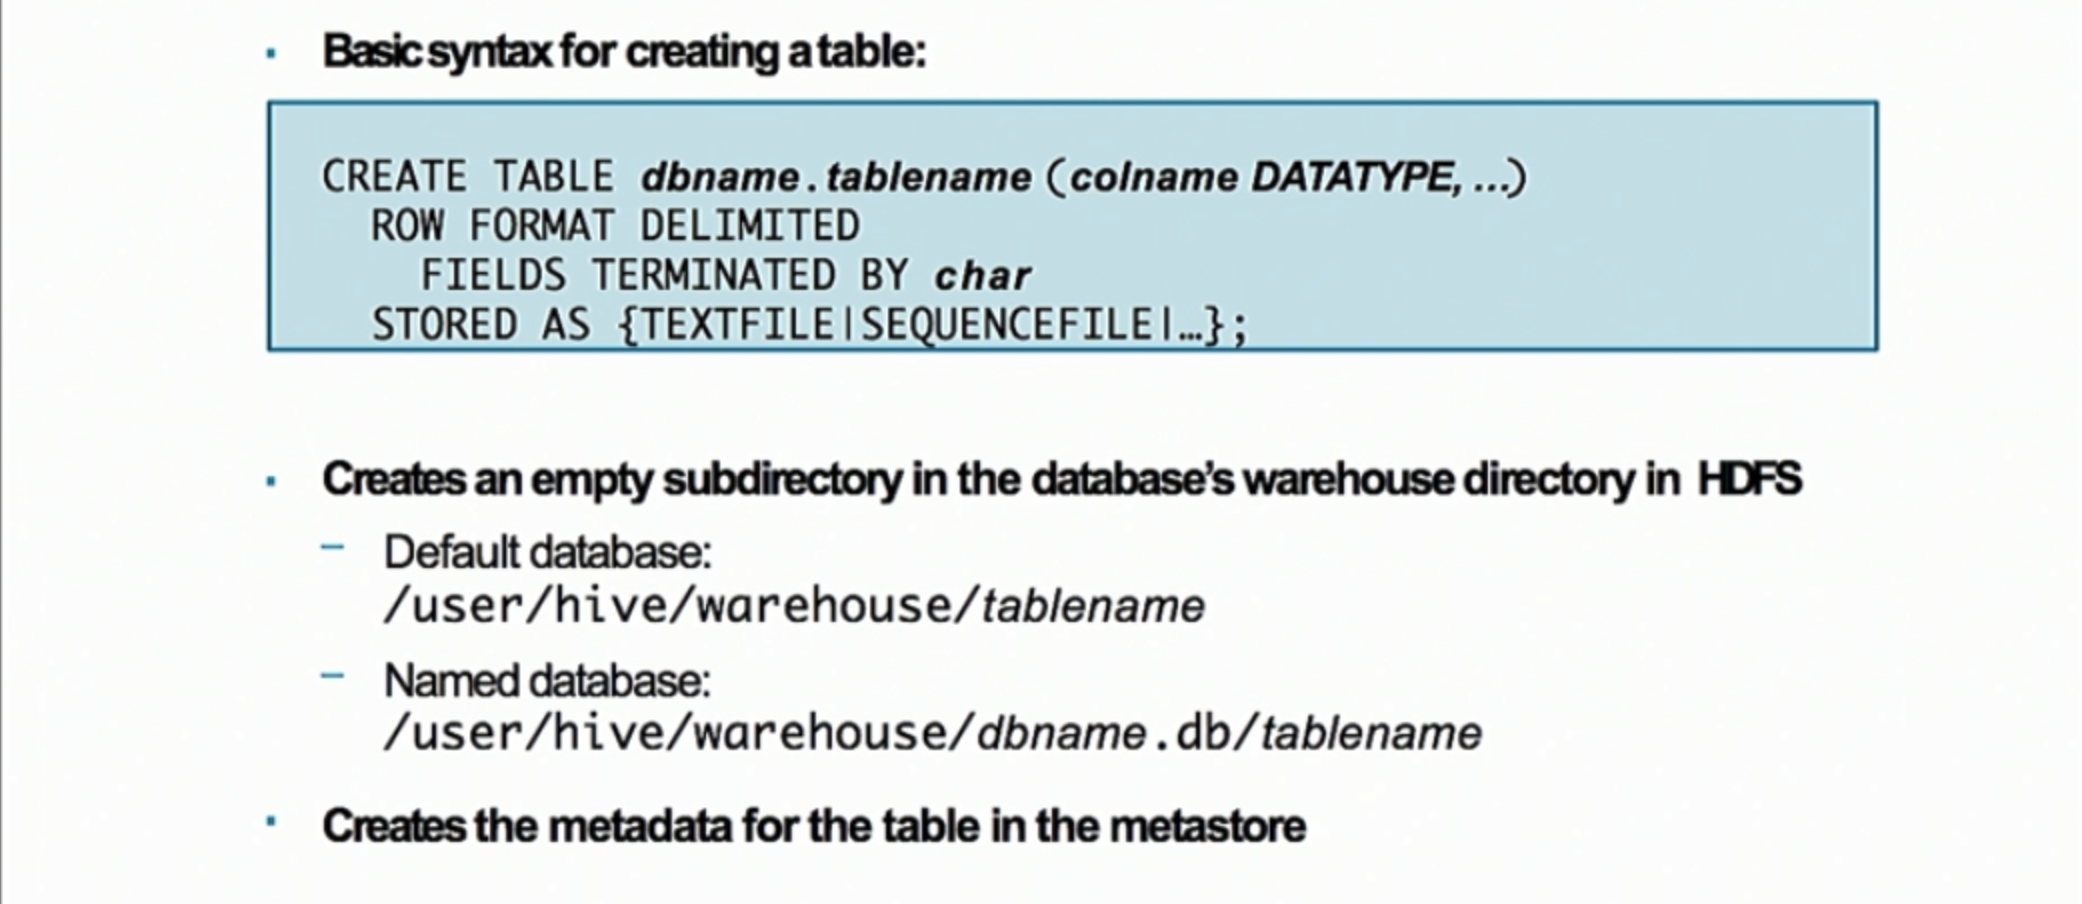 Basic syntax for creating a table:
CREATE TABLE dbname.tablename (colname DATATYPE, ...)
ROW FORMAT DELIMITED
FIELDS TERMINATED BY char
STORED AS {TEXTFILE|SEQUENCEFILE|…};
Creates an empty subdirectory in the database’s warehouse directory in HDFS
– Default database:
/user/hive/warehouse/tablename
– Named database:
/user/hive/warehouse/dbname.db/tablename
Creates the metadata for the table in the metastore